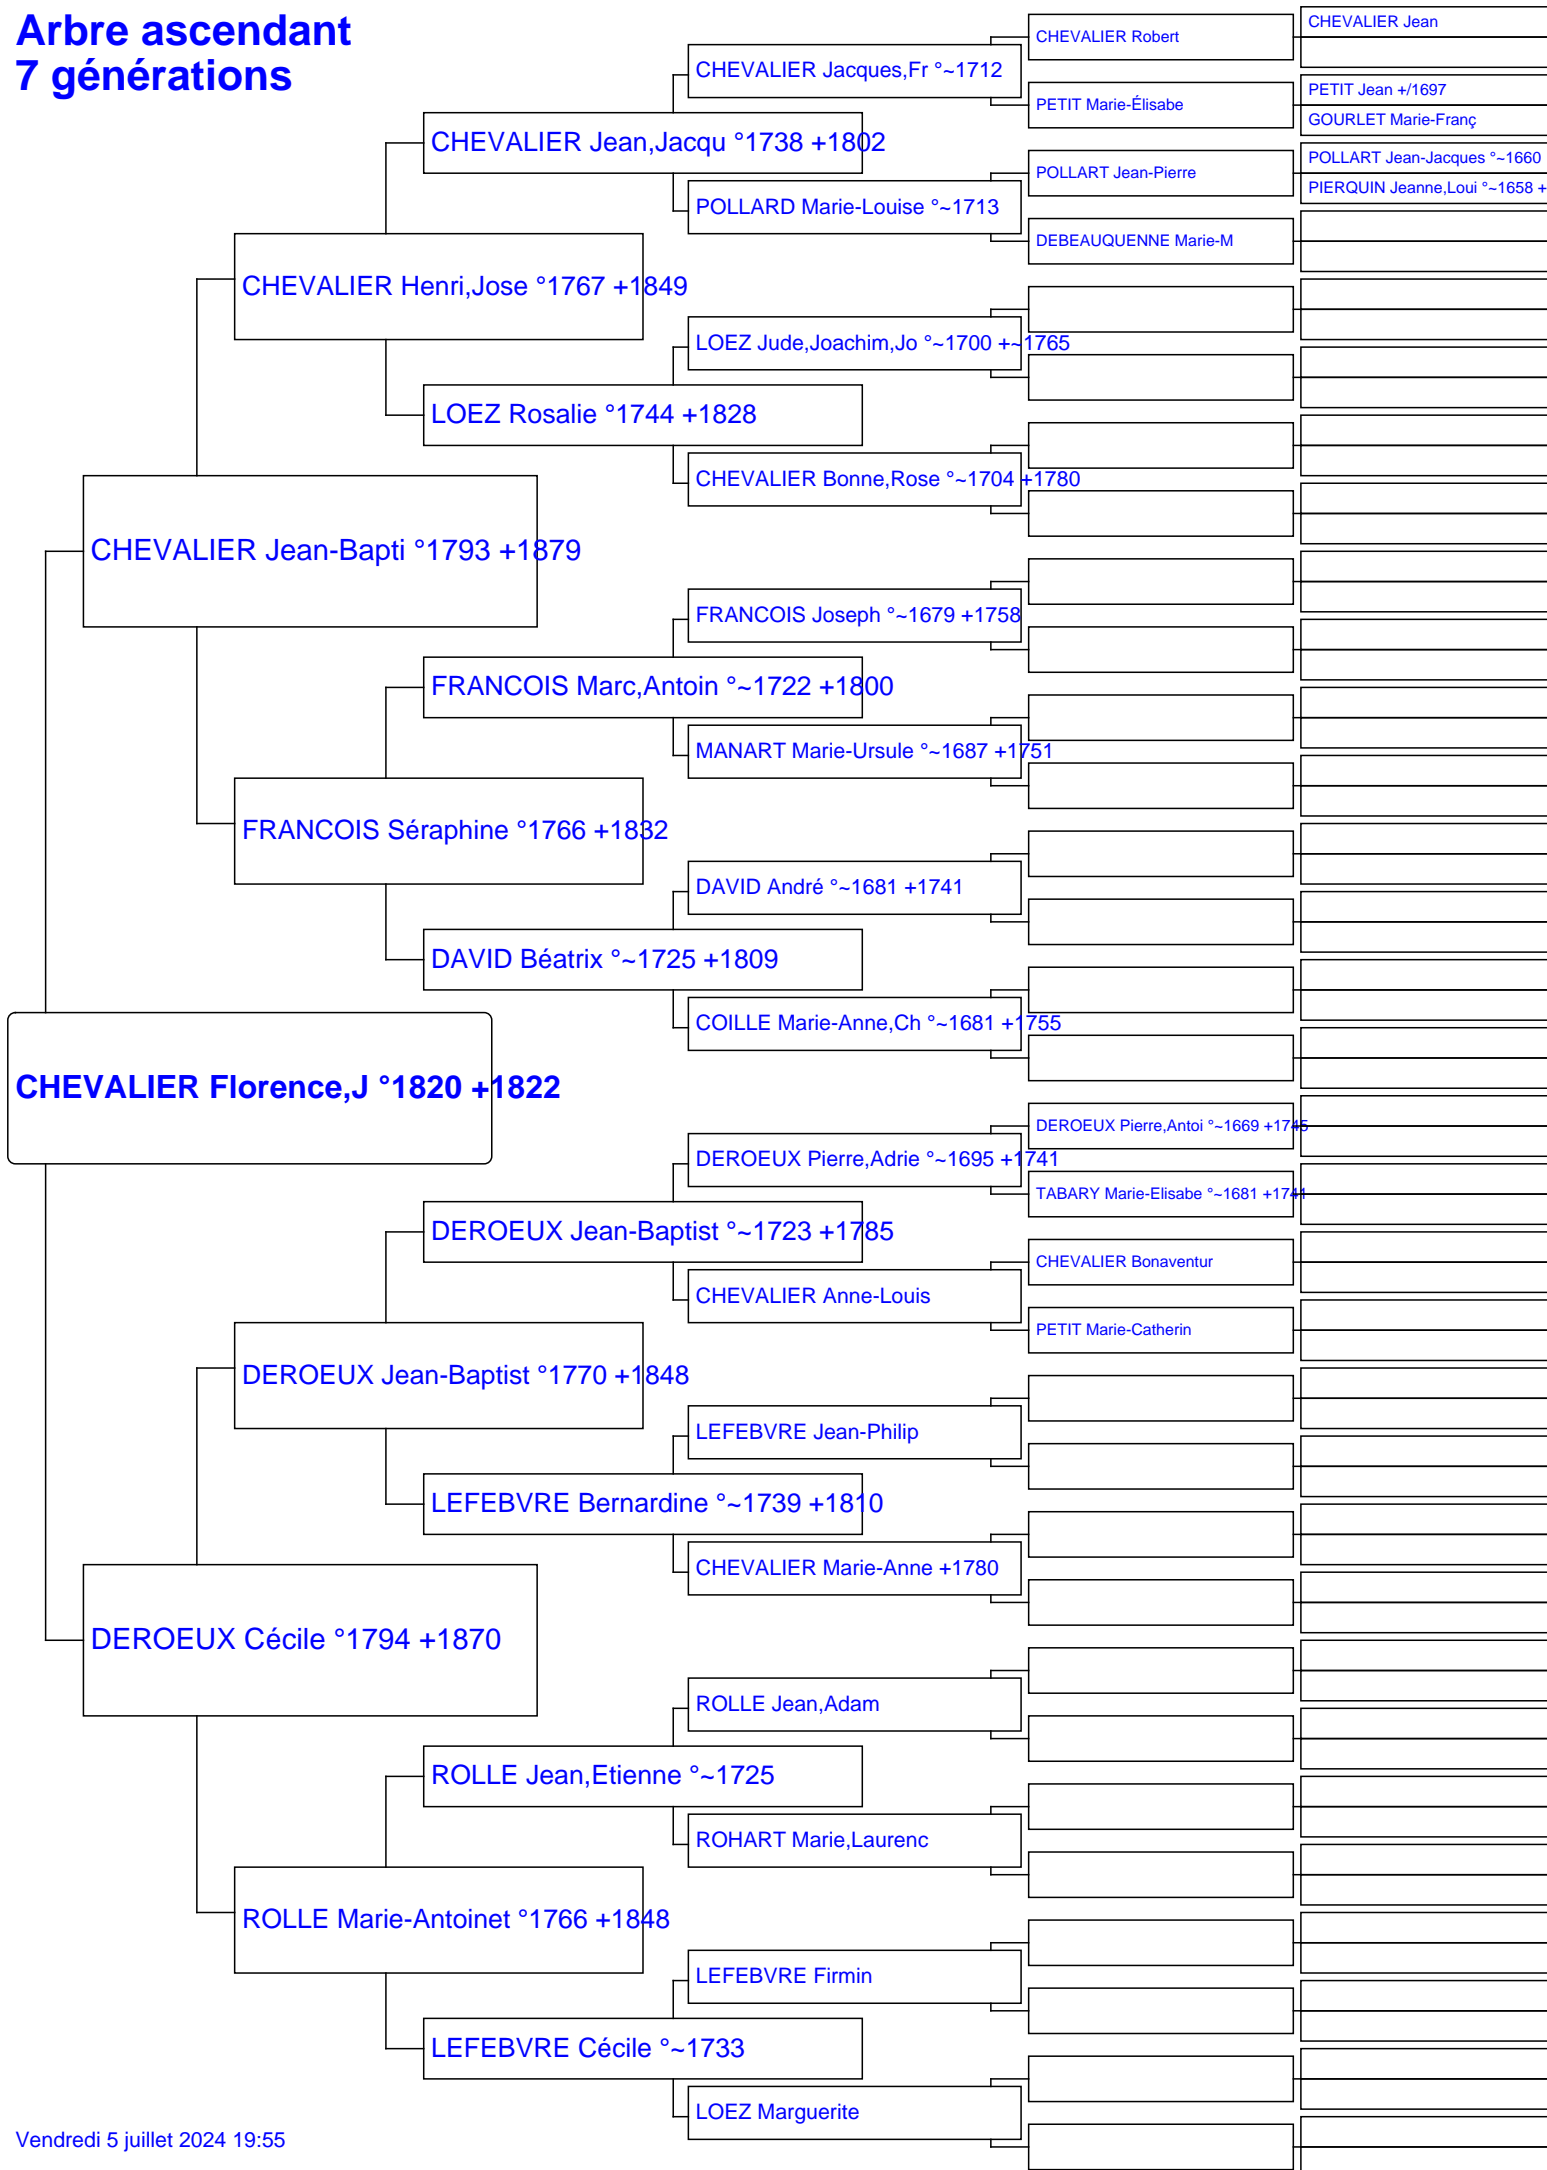 Arbre ascendant
7 générations
CHEVALIER Jean
CHEVALIER Robert
CHEVALIER Jacques,Fr °~1712
PETIT Jean +/1697
PETIT Marie-Élisabe
GOURLET Marie-Franç
CHEVALIER Jean,Jacqu °1738 +1802
POLLART Jean-Jacques °~1660
POLLART Jean-Pierre
PIERQUIN Jeanne,Loui °~1658 +
POLLARD Marie-Louise °~1713
DEBEAUQUENNE Marie-M
CHEVALIER Henri,Jose °1767 +1849
LOEZ Jude,Joachim,Jo °~1700 +~1765
LOEZ Rosalie °1744 +1828
CHEVALIER Bonne,Rose °~1704 +1780
CHEVALIER Jean-Bapti °1793 +1879
FRANCOIS Joseph °~1679 +1758
FRANCOIS Marc,Antoin °~1722 +1800
MANART Marie-Ursule °~1687 +1751
FRANCOIS Séraphine °1766 +1832
DAVID André °~1681 +1741
DAVID Béatrix °~1725 +1809
COILLE Marie-Anne,Ch °~1681 +1755
CHEVALIER Florence,J °1820 +1822
DEROEUX Pierre,Antoi °~1669 +1745
DEROEUX Pierre,Adrie °~1695 +1741
TABARY Marie-Elisabe °~1681 +1741
DEROEUX Jean-Baptist °~1723 +1785
CHEVALIER Bonaventur
CHEVALIER Anne-Louis
PETIT Marie-Catherin
DEROEUX Jean-Baptist °1770 +1848
LEFEBVRE Jean-Philip
LEFEBVRE Bernardine °~1739 +1810
CHEVALIER Marie-Anne +1780
DEROEUX Cécile °1794 +1870
ROLLE Jean,Adam
ROLLE Jean,Etienne °~1725
ROHART Marie,Laurenc
ROLLE Marie-Antoinet °1766 +1848
LEFEBVRE Firmin
LEFEBVRE Cécile °~1733
LOEZ Marguerite
Vendredi 5 juillet 2024 19:55